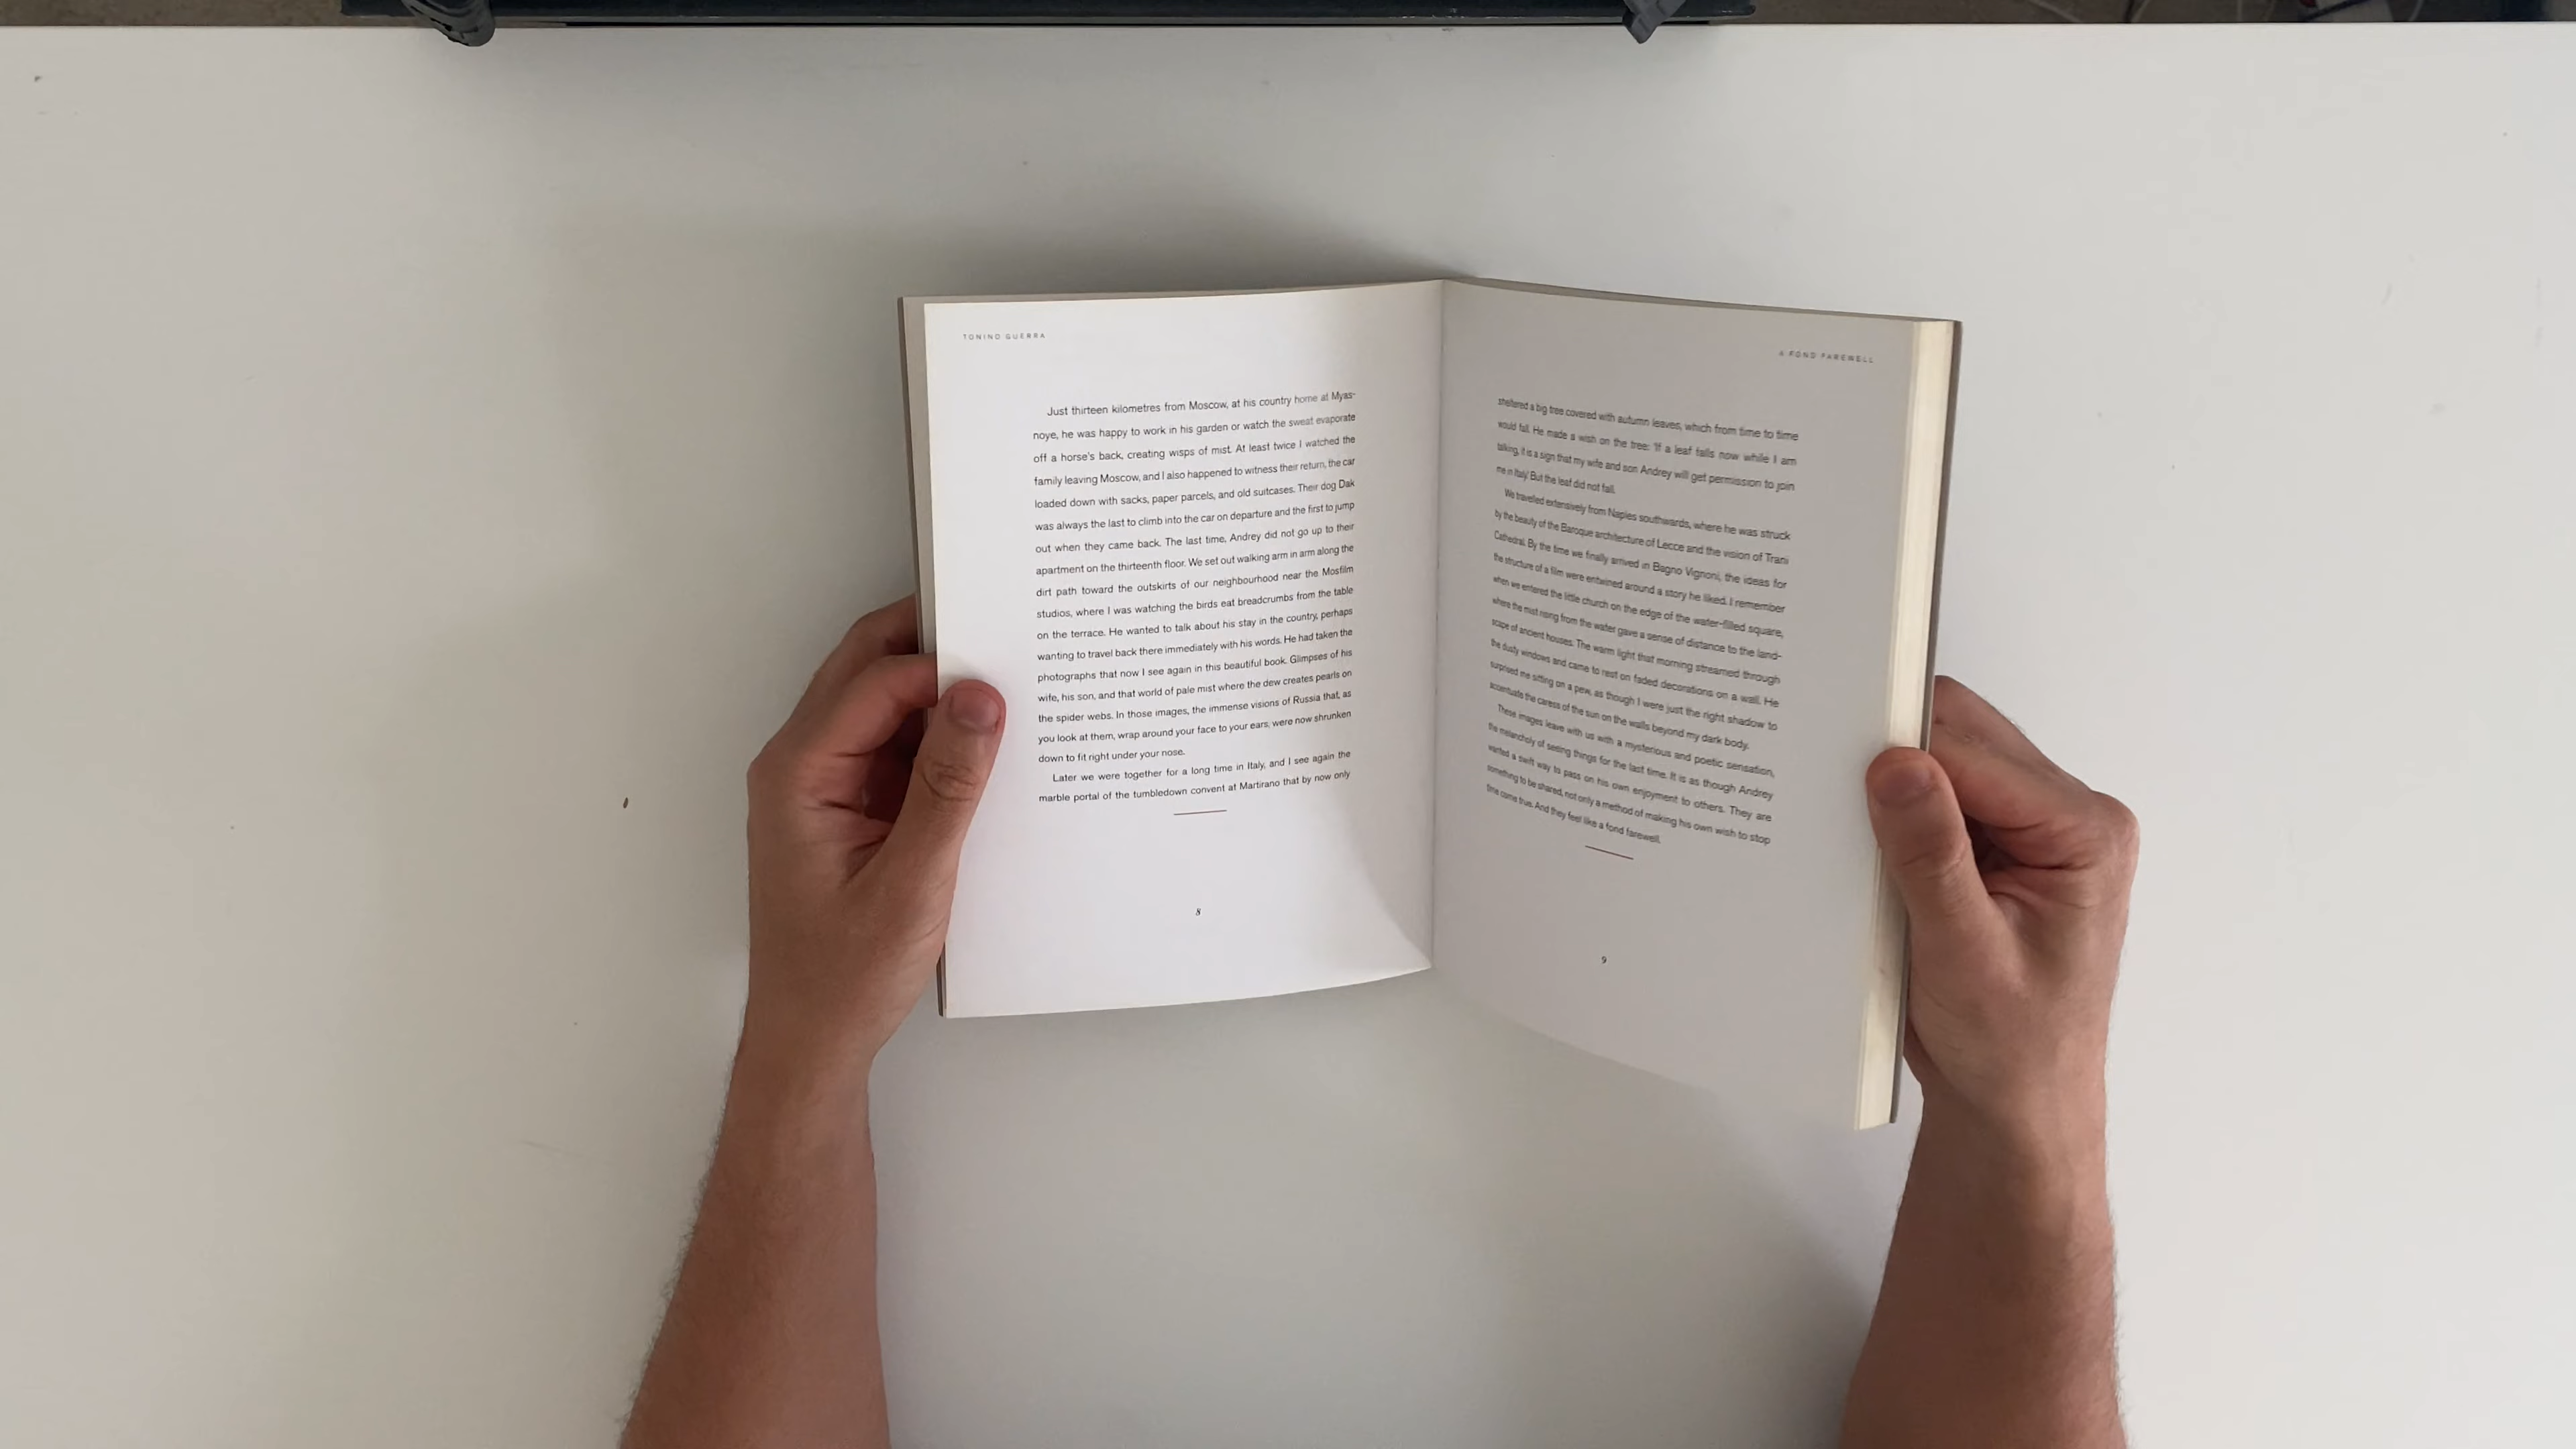 TONINO GUERRA
Just thirteen kilometres from Moscow, at his country home at Myas-
noye, he was happy to work in his garden or watch the sweat evaporate
off a horse's back, creating wisps of mist. At least twice I watched the
family leaving Moscow, and I also happened to witness their return, the car
loaded down with sacks, paper parcels, and old suitcases. Their dog Dak
was always the last to climb into the car on departure and the first to jump
out when they came back. The last time, Andrey did not go up to their
apartment on the thirteenth floor. We set out walking arm in arm along the
dirt path toward the outskirts of our neighbourhood near the Mosfilm
studios, where I was watching the birds eat breadcrumbs from the table
on the terrace. He wanted to talk about his stay in the country, perhaps
wanting to travel back there immediately with his words. He had taken the
photographs that now I see again in this beautiful book. Glimpses of his
wife, his son, and that world of pale mist where the dew creates pearls on
the spider webs. In those images, the immense visions of Russia that, as
you look at them, wrap around your face to your ears, were now shrunken
down to fit right under your nose.
Later we were together for a long time in Italy, and I see again the
marble portal of the tumbledown convent at Martirano that by now only
8
A FOND FAREWELL
sheltered a big tree covered with autumn leaves, which from time to time
would fall. He made a wish on the tree: 'If a leaf falls now while I am
talking, it is a sign that my wife and son Andrey will get permission to join
me in Italy.' But the leaf did not fall.
We travelled extensively from Naples southwards, where he was struck
by the beauty of the Baroque architecture of Lecce and the vision of Trani
Cathedral. By the time we finally arrived in Bagno Vignoni, the ideas for
the structure of a film were entwined around a story he liked. I remember
when we entered the little church on the edge of the water-filled square,
where the mist rising from the water gave a sense of distance to the land-
scape of ancient houses. The warm light that morning streamed through
the dusty windows and came to rest on faded decorations on a wall. He
surprised me sitting on a pew, as though I were just the right shadow to
accentuate the caress of the sun on the walls beyond my dark body.
These images leave with us with a mysterious and poetic sensation,
the melancholy of seeing things for the last time. It is as though Andrey
wanted a swift way to pass on his own enjoyment to others. They are
something to be shared, not only a method of making his own wish to stop
time come true. And they feel like a fond farewell.
9